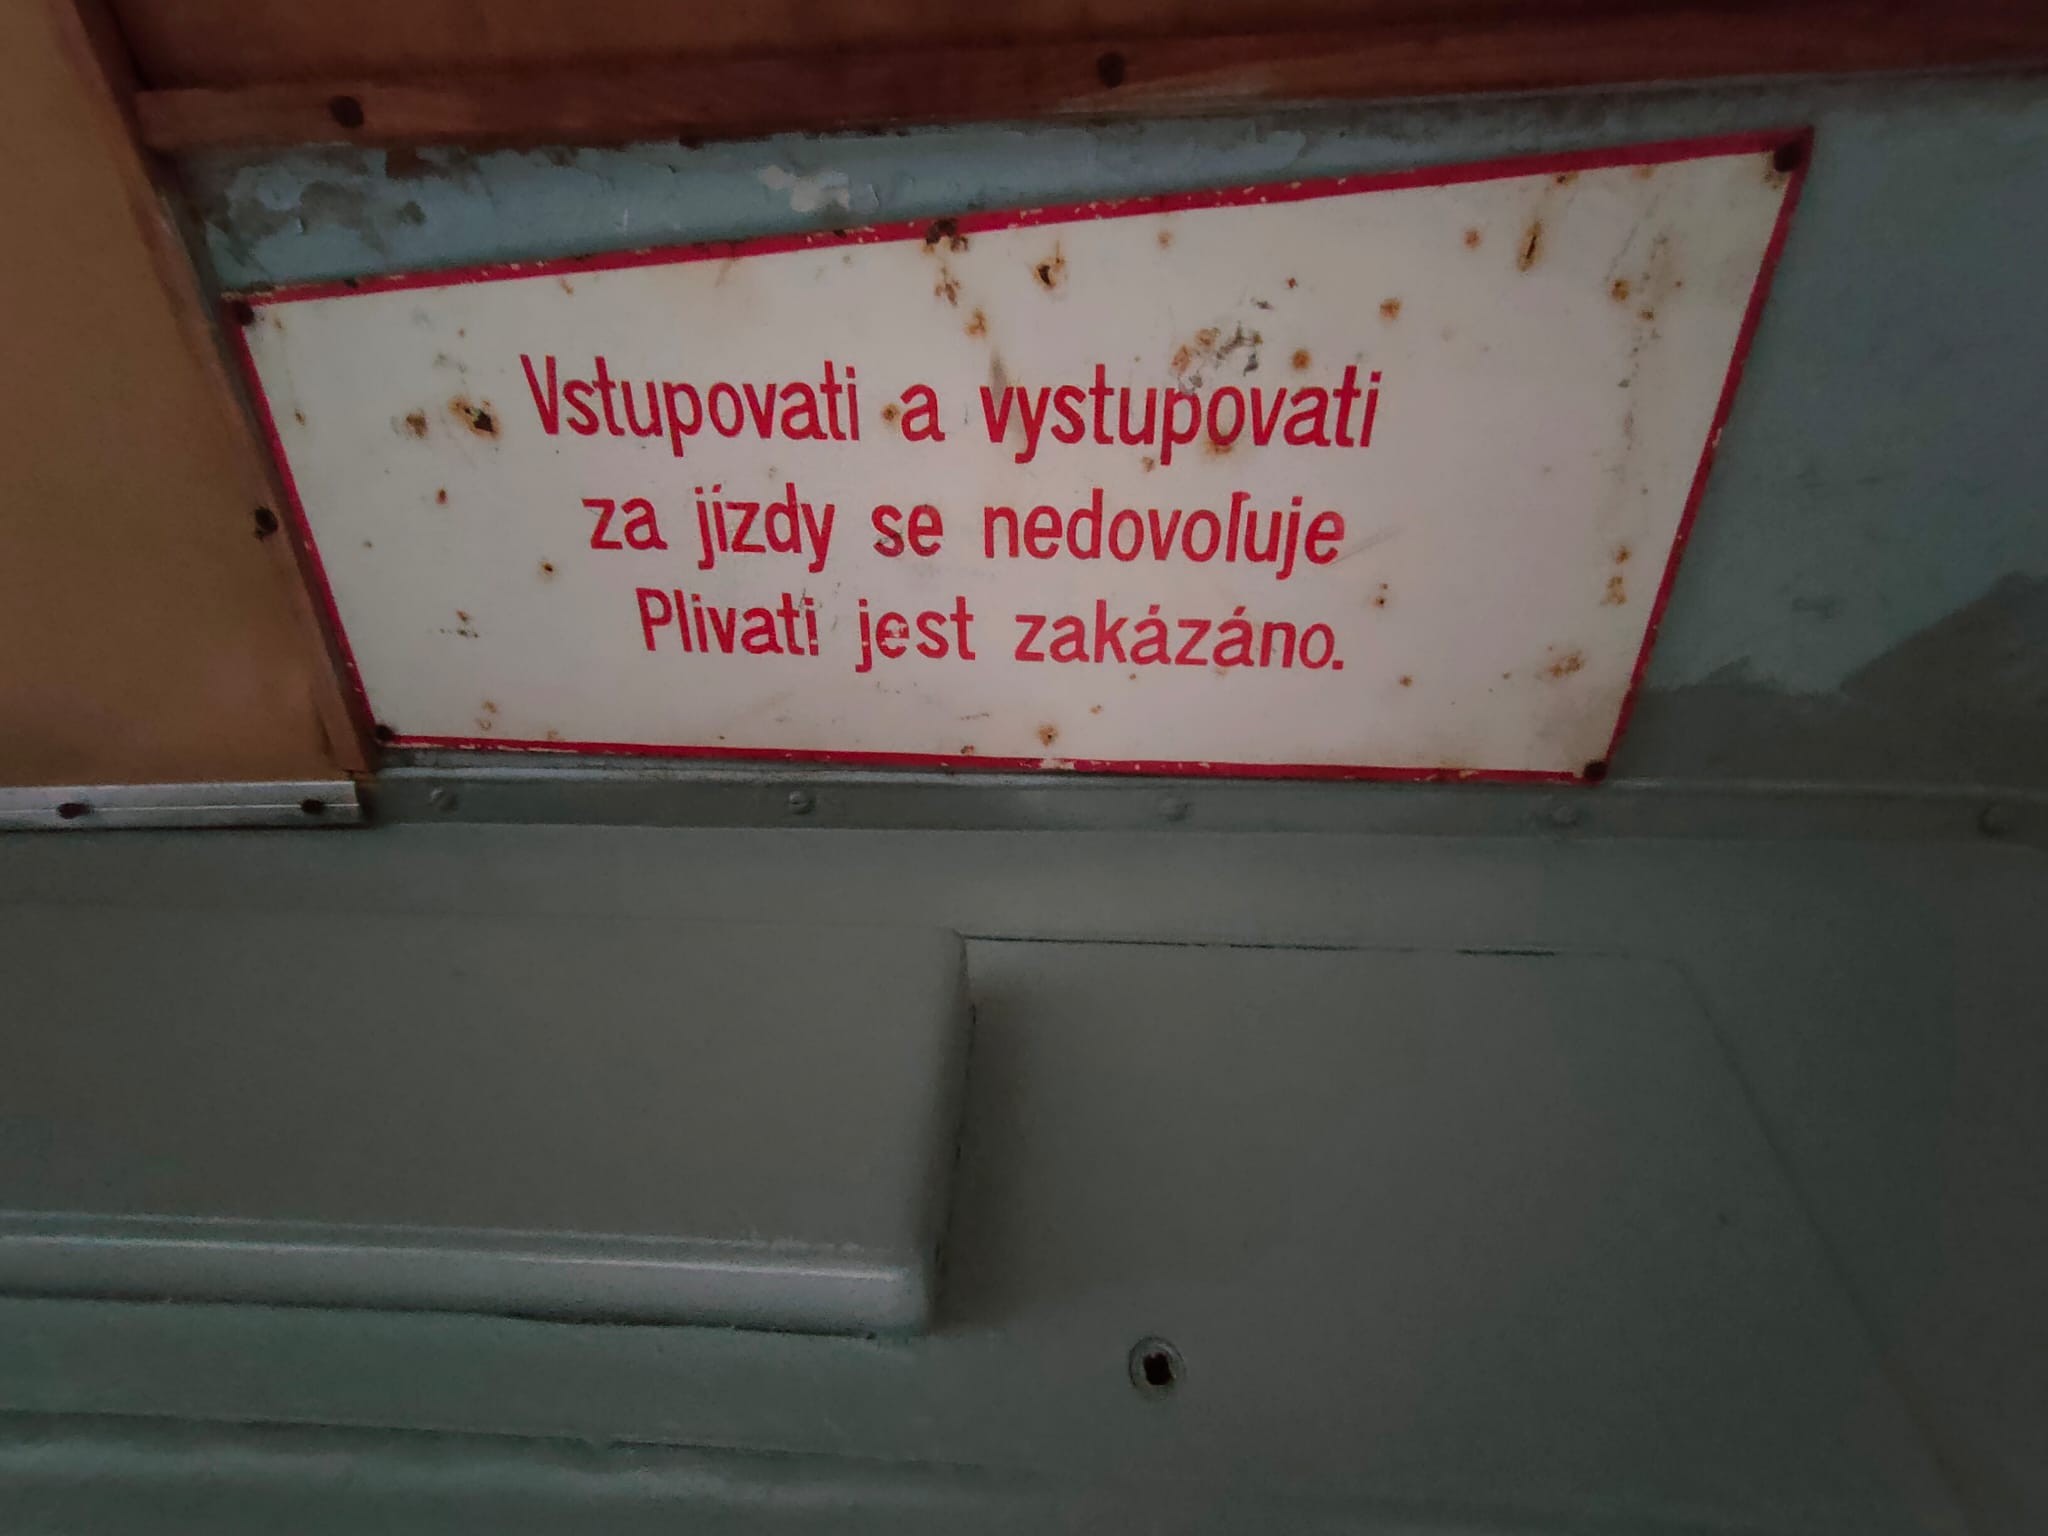 Vstupovati a vystupovati
za jízdy se nedovoľuje
Plivati jest zakázáno.